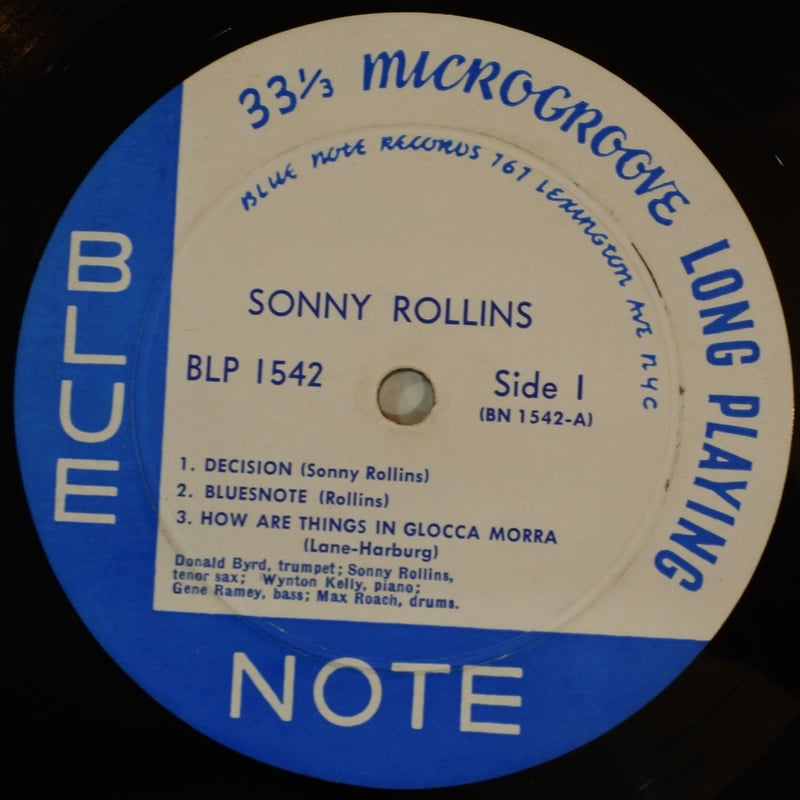 33⅓ MICROGROOVE LONG PLAYING
BLUE NOTE RECORDS 767 LEXINGTON AVE NYC
SONNY ROLLINS
BLP 1542
Side 1
(BN 1542-A)
1. DECISION (Sonny Rollins)
2. BLUESNOTE (Rollins)
3. HOW ARE THINGS IN GLOCCA MORRA
(Lane-Harburg)
Donald Byrd, trumpet; Sonny Rollins,
tenor sax; Wynton Kelly, piano;
Gene Ramey, bass; Max Roach, drums.
BLUE
NOTE